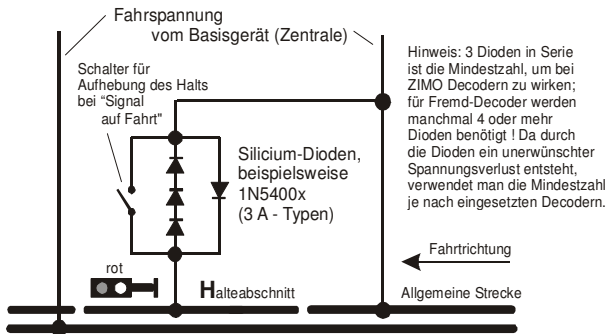 Fahrspannung
vom Basisgerät (Zentrale)
Schalter für
Aufhebung des Halts
bei "Signal
auf Fahrt"
Silicium-Dioden,
beispielsweise
1N5400x
(3 A - Typen)
Hinweis: 3 Dioden in Serie
ist die Mindestzahl, um bei
ZIMO Decodern zu wirken;
für Fremd-Decoder werden
manchmal 4 oder mehr
Dioden benötigt ! Da durch
die Dioden ein unerwünschter
Spannungsverlust entsteht,
verwendet man die Mindestzahl
je nach eingesetzten Decodern.
Fahrtrichtung
rot
Halteabschnitt
Allgemeine Strecke